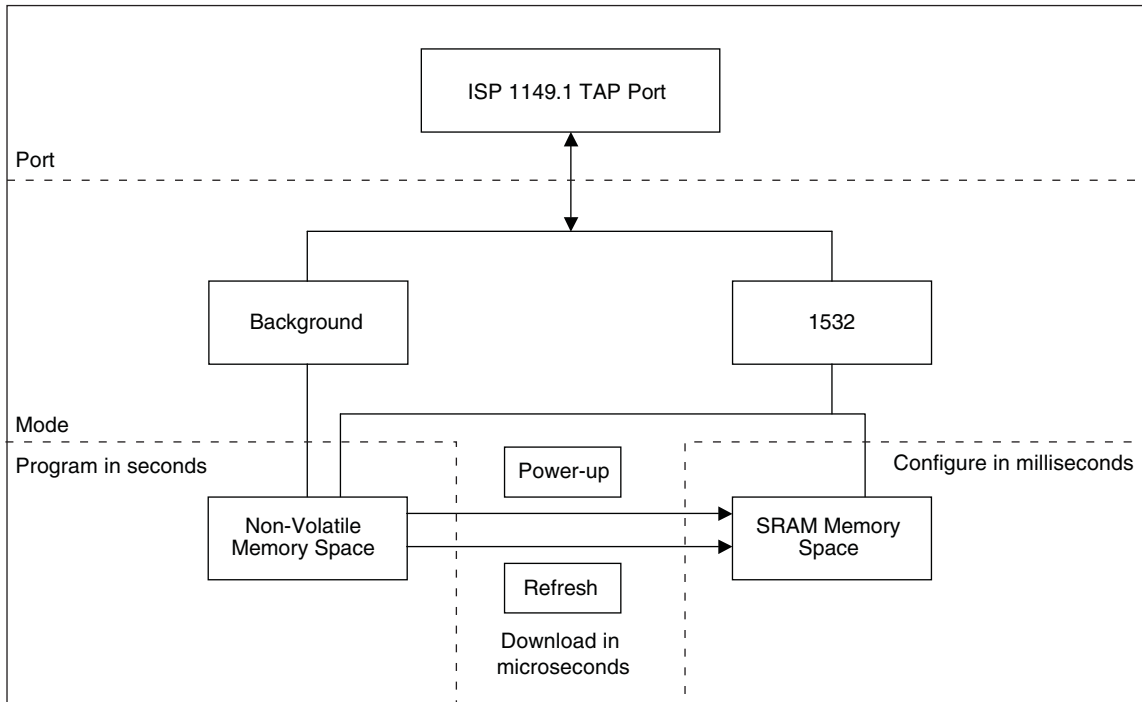 ISP 1149.1 TAP Port
Port
Background
1532
Mode
Program in seconds
Power-up
Configure in milliseconds
Non-Volatile
Memory Space
SRAM Memory
Space
Refresh
Download in
microseconds